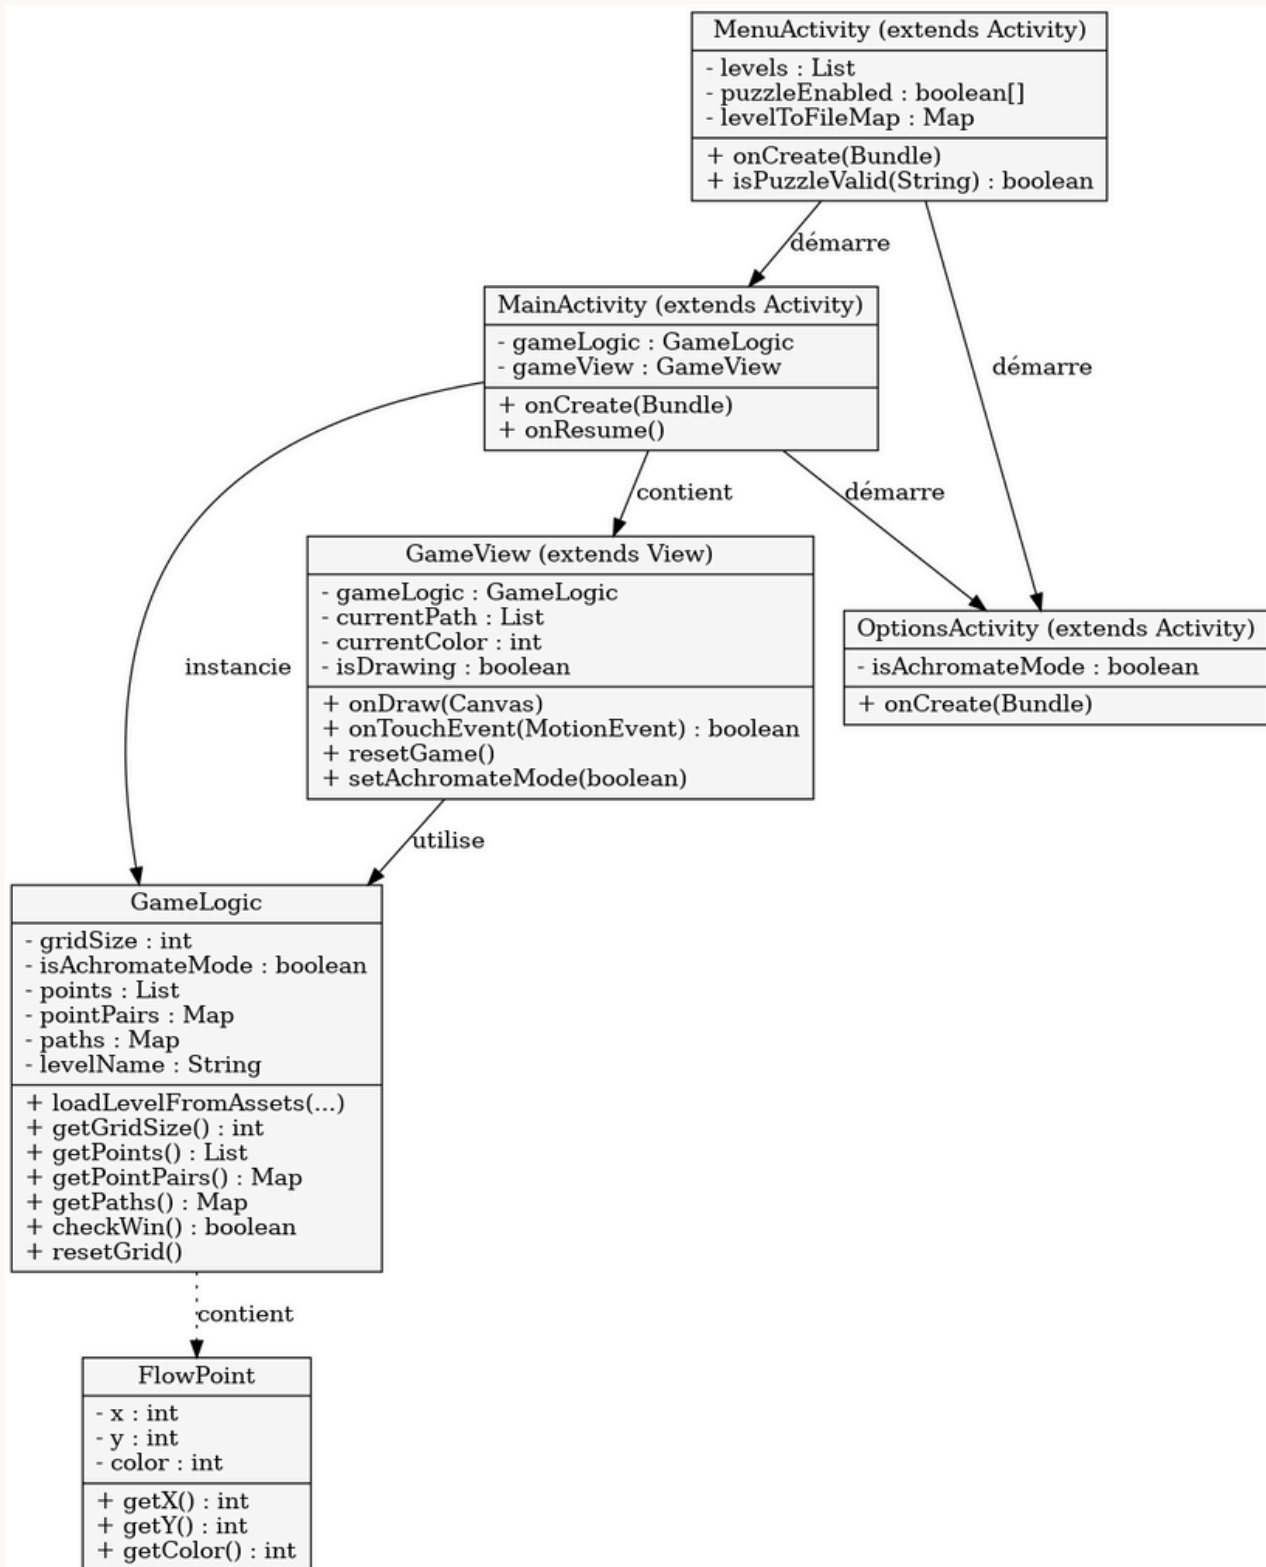 MenuActivity (extends Activity)
- levels : List
- puzzleEnabled : boolean[]
- levelToFileMap : Map
+ onCreate(Bundle)
+ isPuzzleValid(String) : boolean
démarre
démarre
MainActivity (extends Activity)
- gameLogic : GameLogic
- gameView : GameView
+ onCreate(Bundle)
+ onResume()
contient
démarre
instancie
GameView (extends View)
- gameLogic : GameLogic
- currentPath : List
- currentColor : int
- isDrawing : boolean
+ onDraw(Canvas)
+ onTouchEvent(MotionEvent) : boolean
+ resetGame()
+ setAchromateMode(boolean)
OptionsActivity (extends Activity)
- isAchromateMode : boolean
+ onCreate(Bundle)
utilise
GameLogic
- gridSize : int
- isAchromateMode : boolean
- points : List
- pointPairs : Map
- paths : Map
- levelName : String
+ loadLevelFromAssets(...)
+ getGridSize() : int
+ getPoints() : List
+ getPointPairs() : Map
+ getPaths() : Map
+ checkWin() : boolean
+ resetGrid()
contient
FlowPoint
- x : int
- y : int
- color : int
+ getX() : int
+ getY() : int
+ getColor() : int